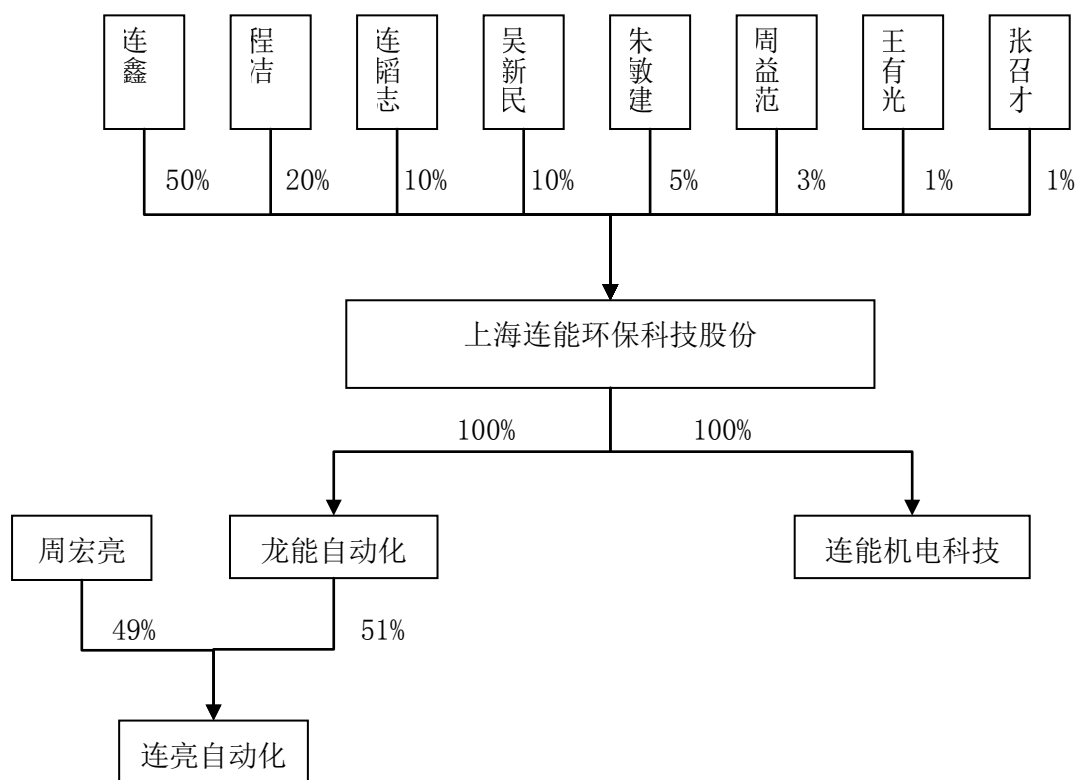 连鑫
程洁
连韬志
吴新民
朱敏建
周益范
王有光
张召才
50%
20%
10%
10%
5%
3%
1%
1%
上海连能环保科技股份
100%
100%
周宏亮
龙能自动化
连能机电科技
49%
51%
连亮自动化